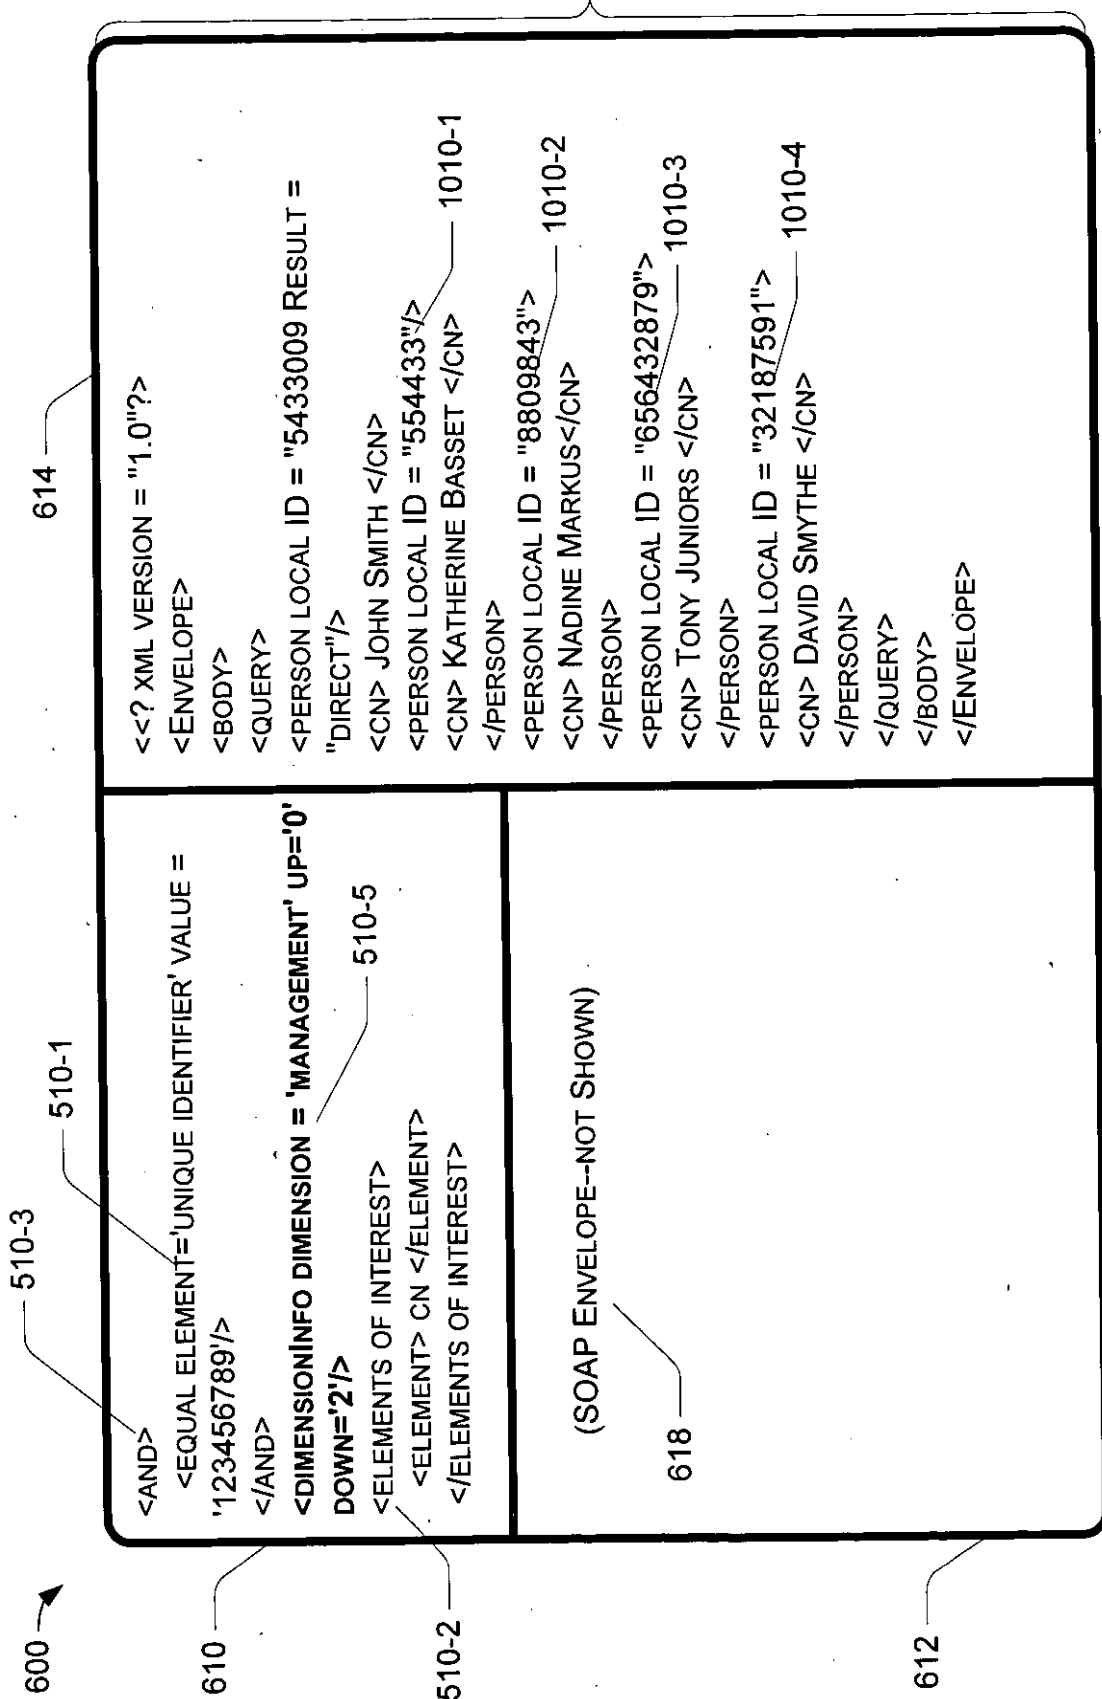 600
610
510-3
510-1
<AND>
<EQUAL ELEMENT='UNIQUE IDENTIFIER' VALUE =
'123456789'/>
</AND>
<DIMENSIONINFO DIMENSION = 'MANAGEMENT' UP='0'
DOWN='2'/>
<ELEMENTS OF INTEREST>
<ELEMENT> CN </ELEMENT>
</ELEMENTS OF INTEREST>
510-5
510-2
(SOAP ENVELOPE--NOT SHOWN)
618
612
614
<<? XML VERSION = "1.0"?>
<ENVELOPE>
<BODY>
<QUERY>
<PERSON LOCAL ID = "5433009 RESULT =
"DIRECT"/>
<CN> JOHN SMITH </CN>
<PERSON LOCAL ID = "554433"/>
<CN> KATHERINE BASSET </CN>
</PERSON>
<PERSON LOCAL ID = "8809843">
<CN> NADINE MARKUS</CN>
</PERSON>
<PERSON LOCAL ID = "656432879">
<CN> TONY JUNIORS </CN>
</PERSON>
<PERSON LOCAL ID = "32187591">
<CN> DAVID SMYTHE </CN>
</PERSON>
</QUERY>
</BODY>
</ENVELOPE>
1010-1
1010-2
1010-3
1010-4